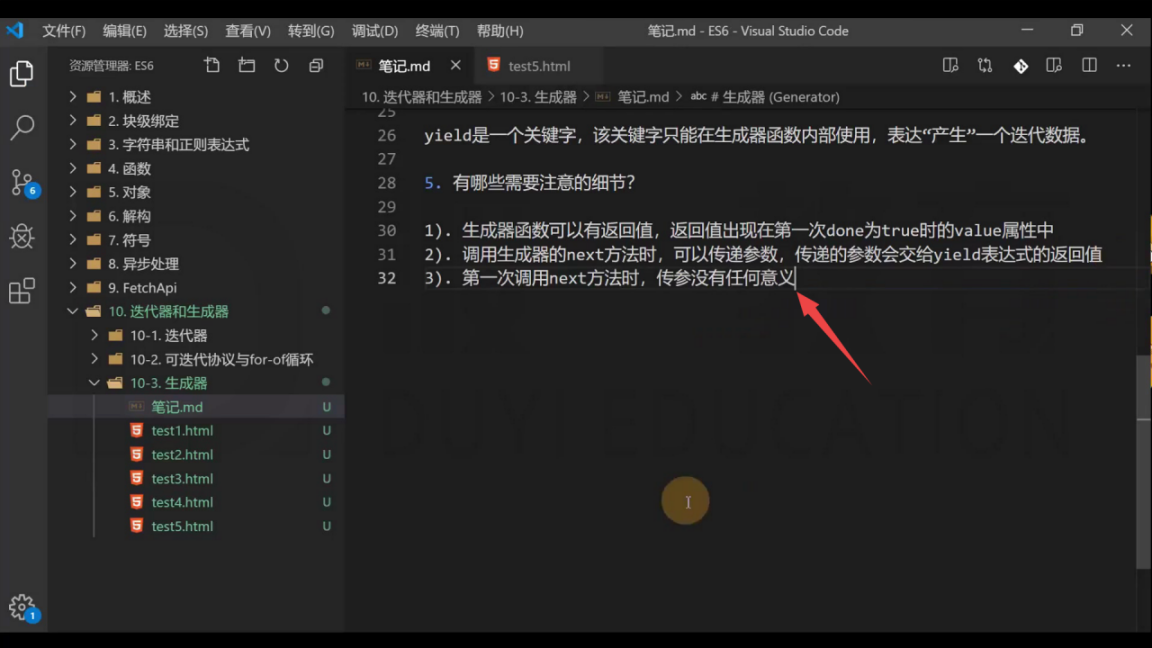 文件(F) 编辑(E) 选择(S) 查看(V) 转到(G) 调试(D) 终端(T) 帮助(H) 笔记.md - ES6 - Visual Studio Code
资源管理器: ES6
笔记.md
test5.html
10. 迭代器和生成器 > 10-3. 生成器 > 笔记.md > abc # 生成器 (Generator)
1. 概述
2. 块级绑定
3. 字符串和正则表达式
4. 函数
5. 对象
6. 解构
7. 符号
8. 异步处理
9. FetchApi
10. 迭代器和生成器
10-1. 迭代器
10-2. 可迭代协议与for-of循环
10-3. 生成器
笔记.md U
test1.html U
test2.html U
test3.html U
test4.html U
test5.html U
6
1
25
26 yield是一个关键字，该关键字只能在生成器函数内部使用，表达“产生”一个迭代数据。
27
28 5. 有哪些需要注意的细节？
29
30 1). 生成器函数可以有返回值，返回值出现在第一次done为true时的value属性中
31 2). 调用生成器的next方法时，可以传递参数，传递的参数会交给yield表达式的返回值
32 3). 第一次调用next方法时，传参没有任何意义
DUYI EDUCATION